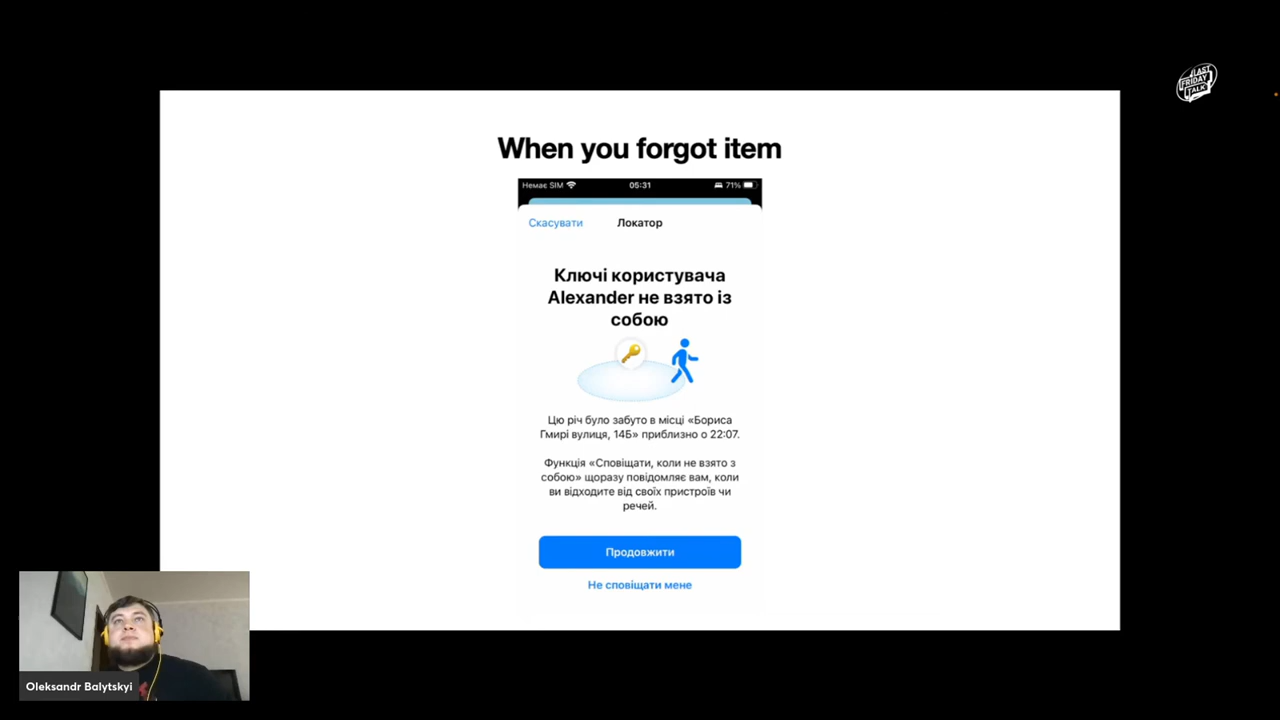 LAST
FRIDAY
TALK
When you forgot item
Немає SIM 05:31 71%
Скасувати Локатор
Ключі користувача
Alexander не взято із
собою
Цю річ було забуто в місці «Бориса
Гмирі вулиця, 14Б» приблизно о 22:07.
Функція «Сповіщати, коли не взято з
собою» щоразу повідомляє вам, коли
ви відходите від своїх пристроїв чи
речей.
Продовжити
Не сповіщати мене
Oleksandr Balytskyi